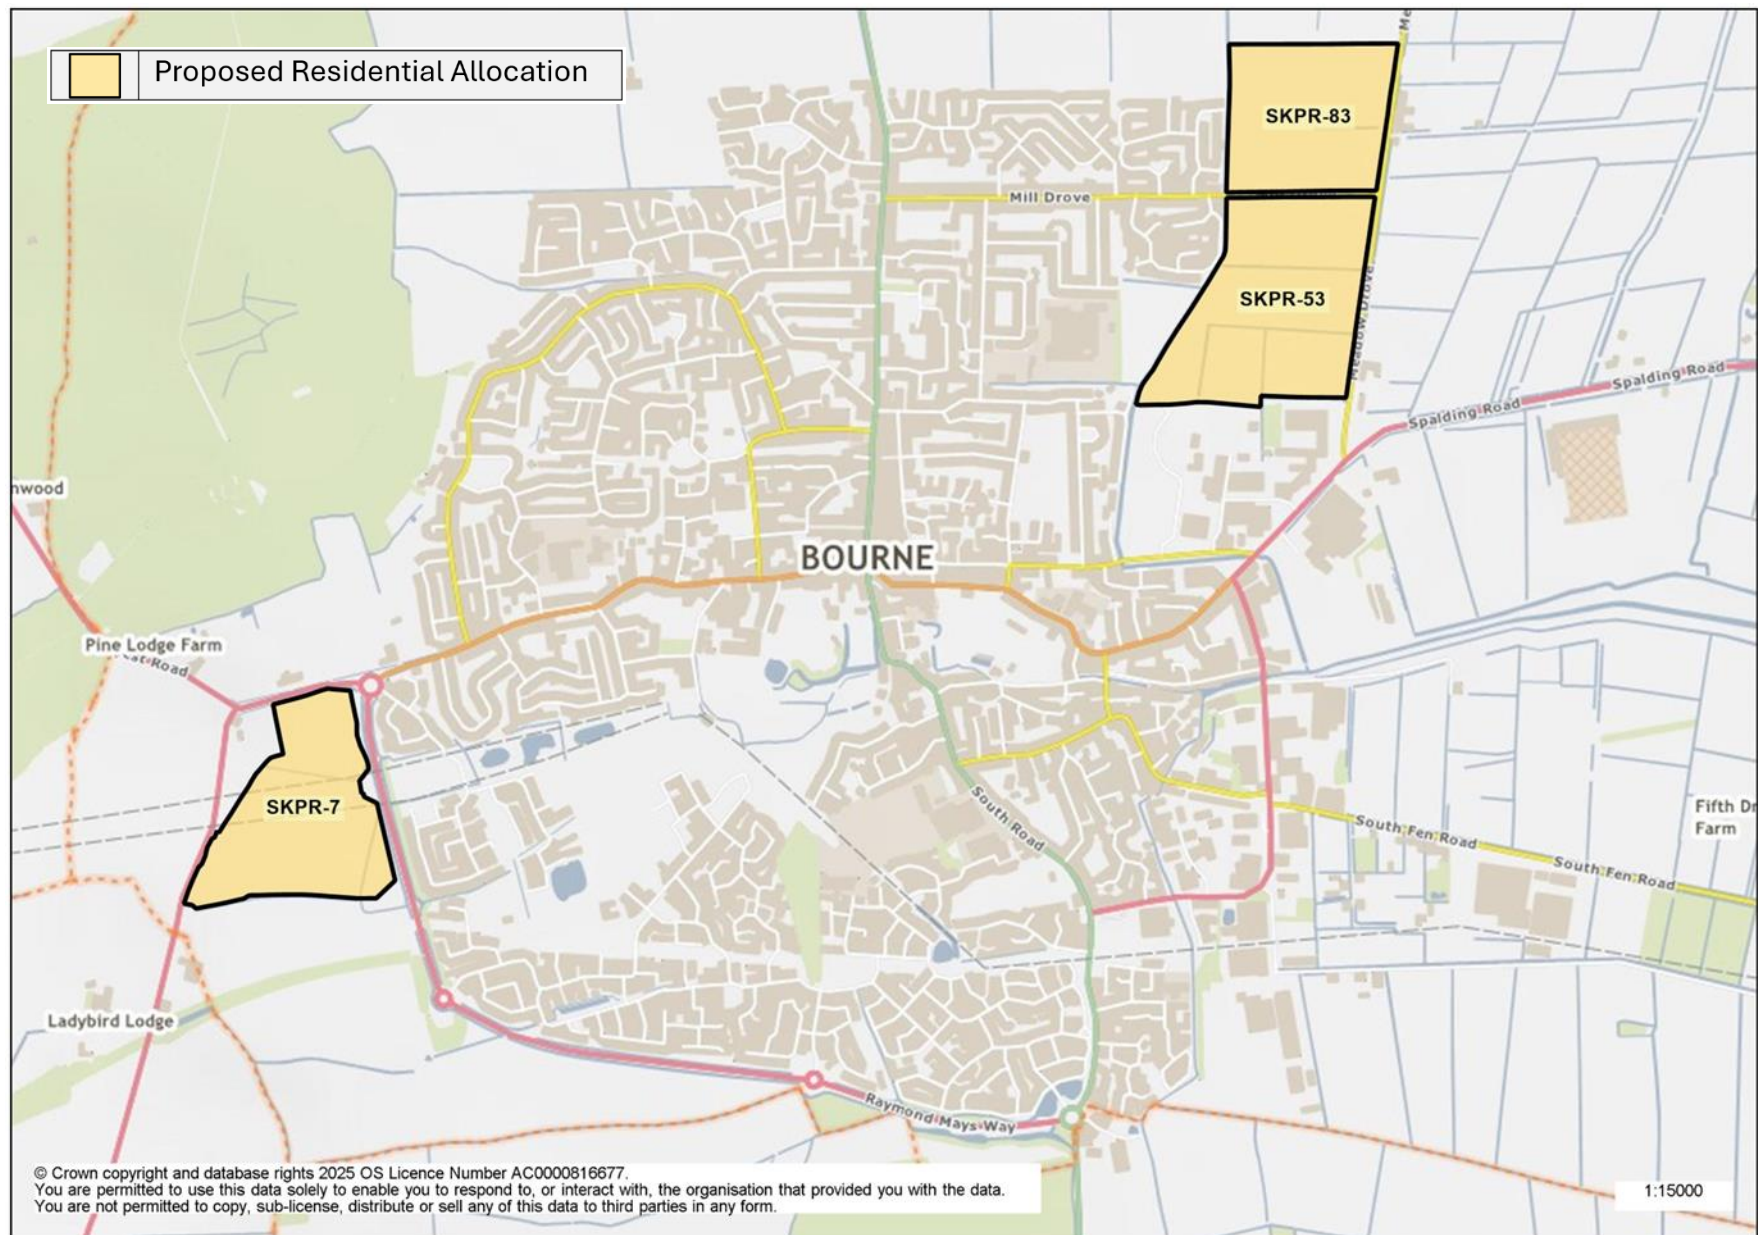 Proposed Residential Allocation
SKPR-83
Mill Drove
SKPR-53
Meadow Drove
Spalding Road
Spalding Road
nwood
BOURNE
Pine Lodge Farm
Road
SKPR-7
South Road
South Fen Road
South Fen Road
Fifth Dr
Farm
Ladybird Lodge
Raymond Mays Way
© Crown copyright and database rights 2025 OS Licence Number AC0000816677.
You are permitted to use this data solely to enable you to respond to, or interact with, the organisation that provided you with the data.
You are not permitted to copy, sub-license, distribute or sell any of this data to third parties in any form.
1:15000